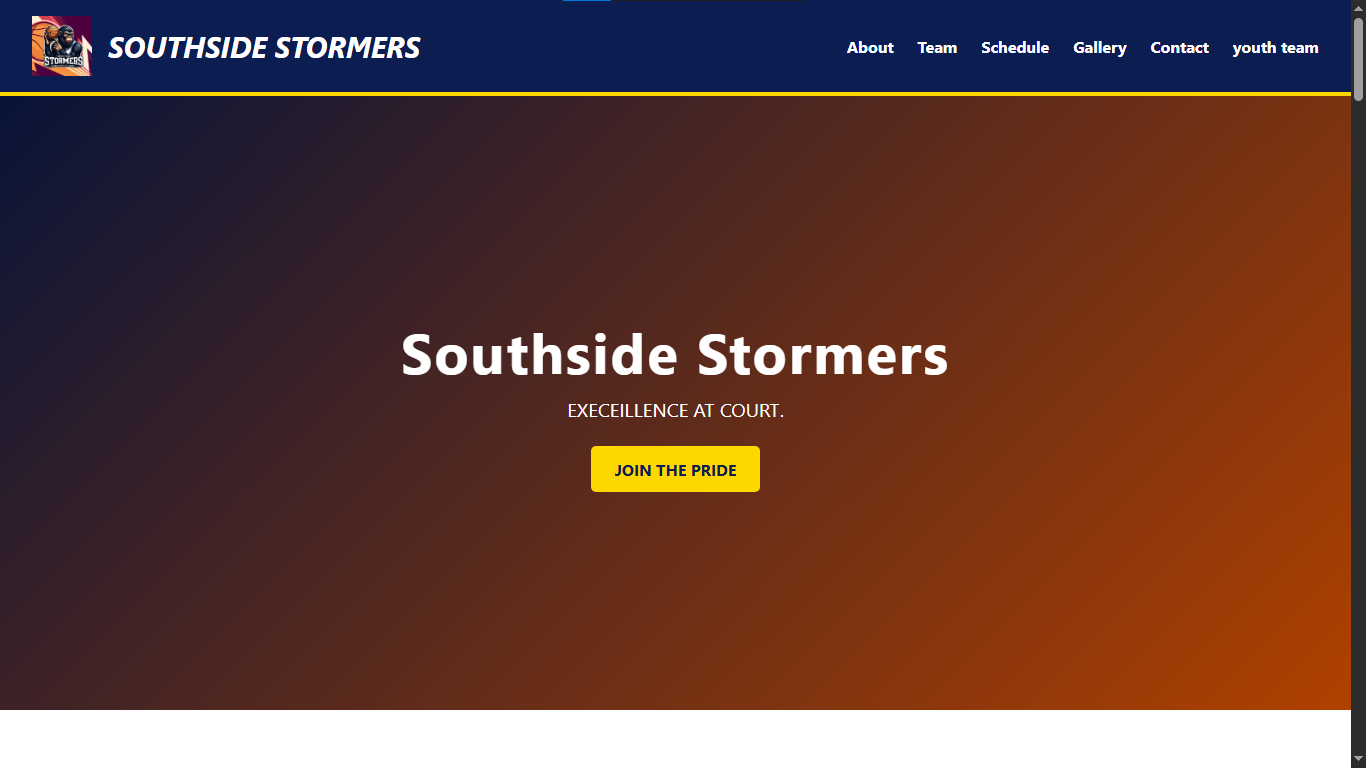 STORMERS
SOUTHSIDE STORMERS
About Team Schedule Gallery Contact youth team
Southside Stormers
EXECEILLENCE AT COURT.
JOIN THE PRIDE